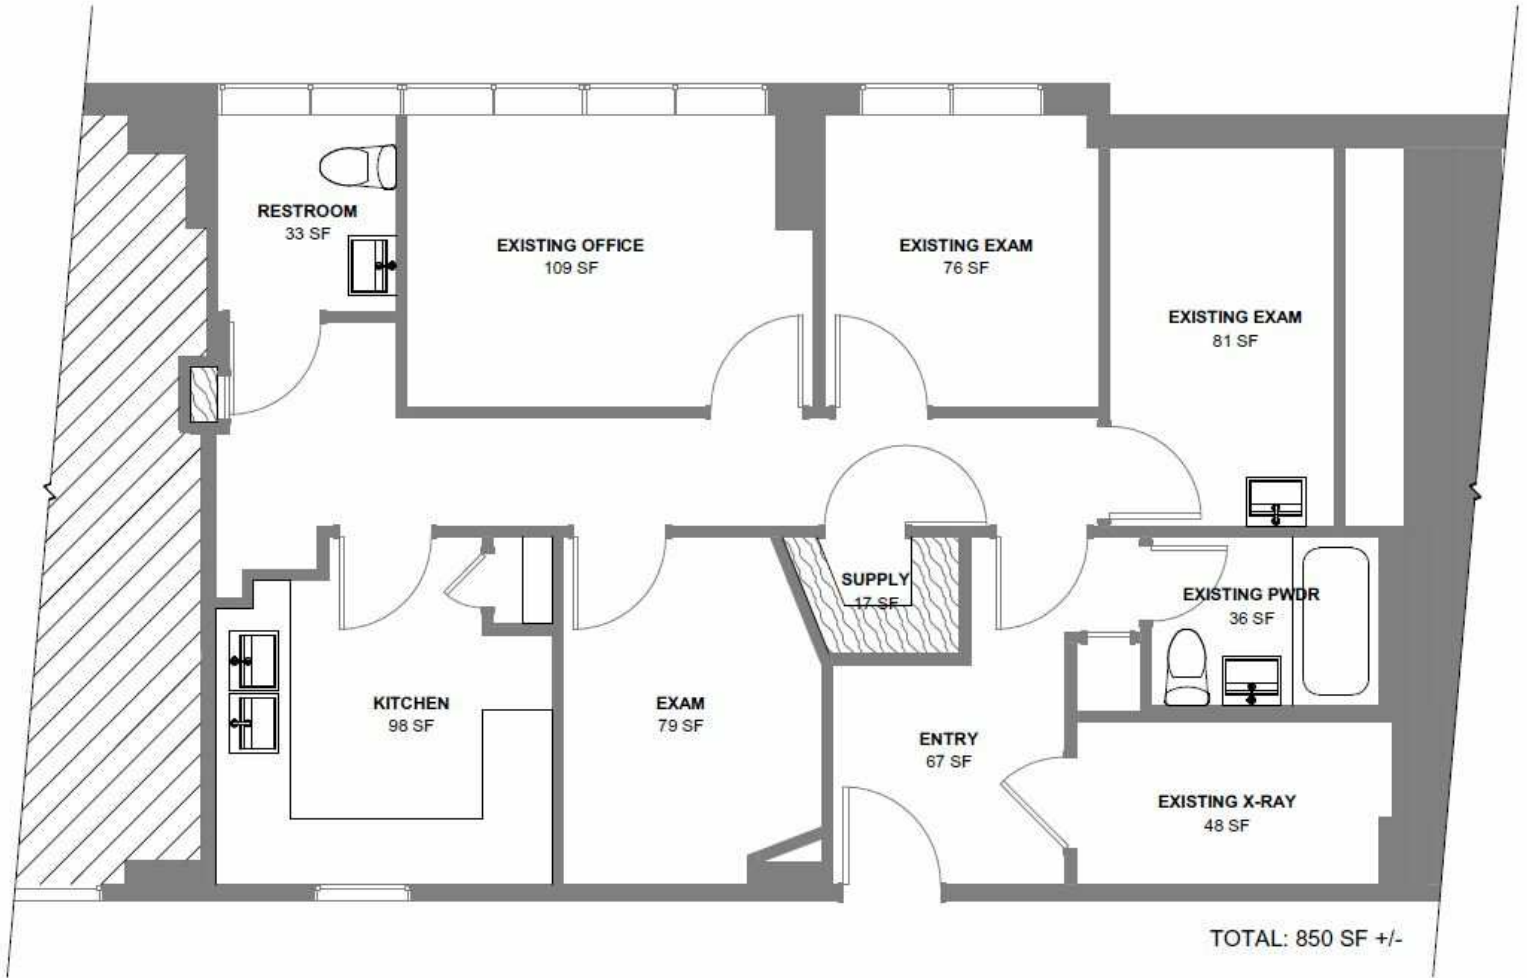 RESTROOM
33 SF
EXISTING OFFICE
109 SF
EXISTING EXAM
76 SF
EXISTING EXAM
81 SF
SUPPLY
17 SF
EXISTING PWDR
36 SF
KITCHEN
98 SF
EXAM
79 SF
ENTRY
67 SF
EXISTING X-RAY
48 SF
TOTAL: 850 SF +/-